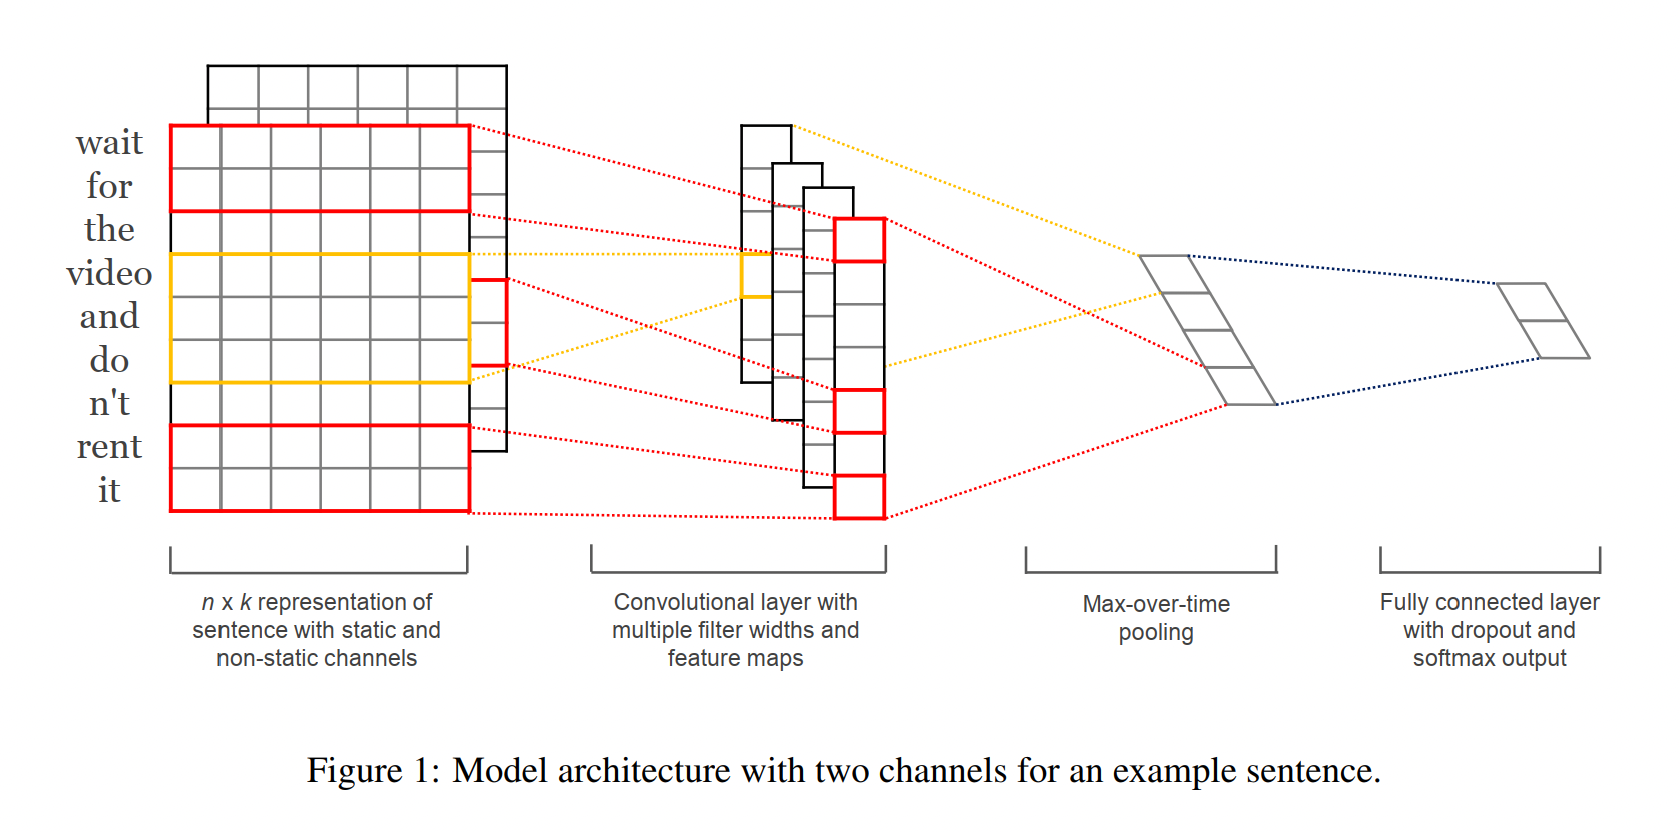 wait
for
the
video
and
do
n't
rent
it
n x k representation of
sentence with static and
non-static channels
Convolutional layer with
multiple filter widths and
feature maps
Max-over-time
pooling
Fully connected layer
with dropout and
softmax output
Figure 1: Model architecture with two channels for an example sentence.